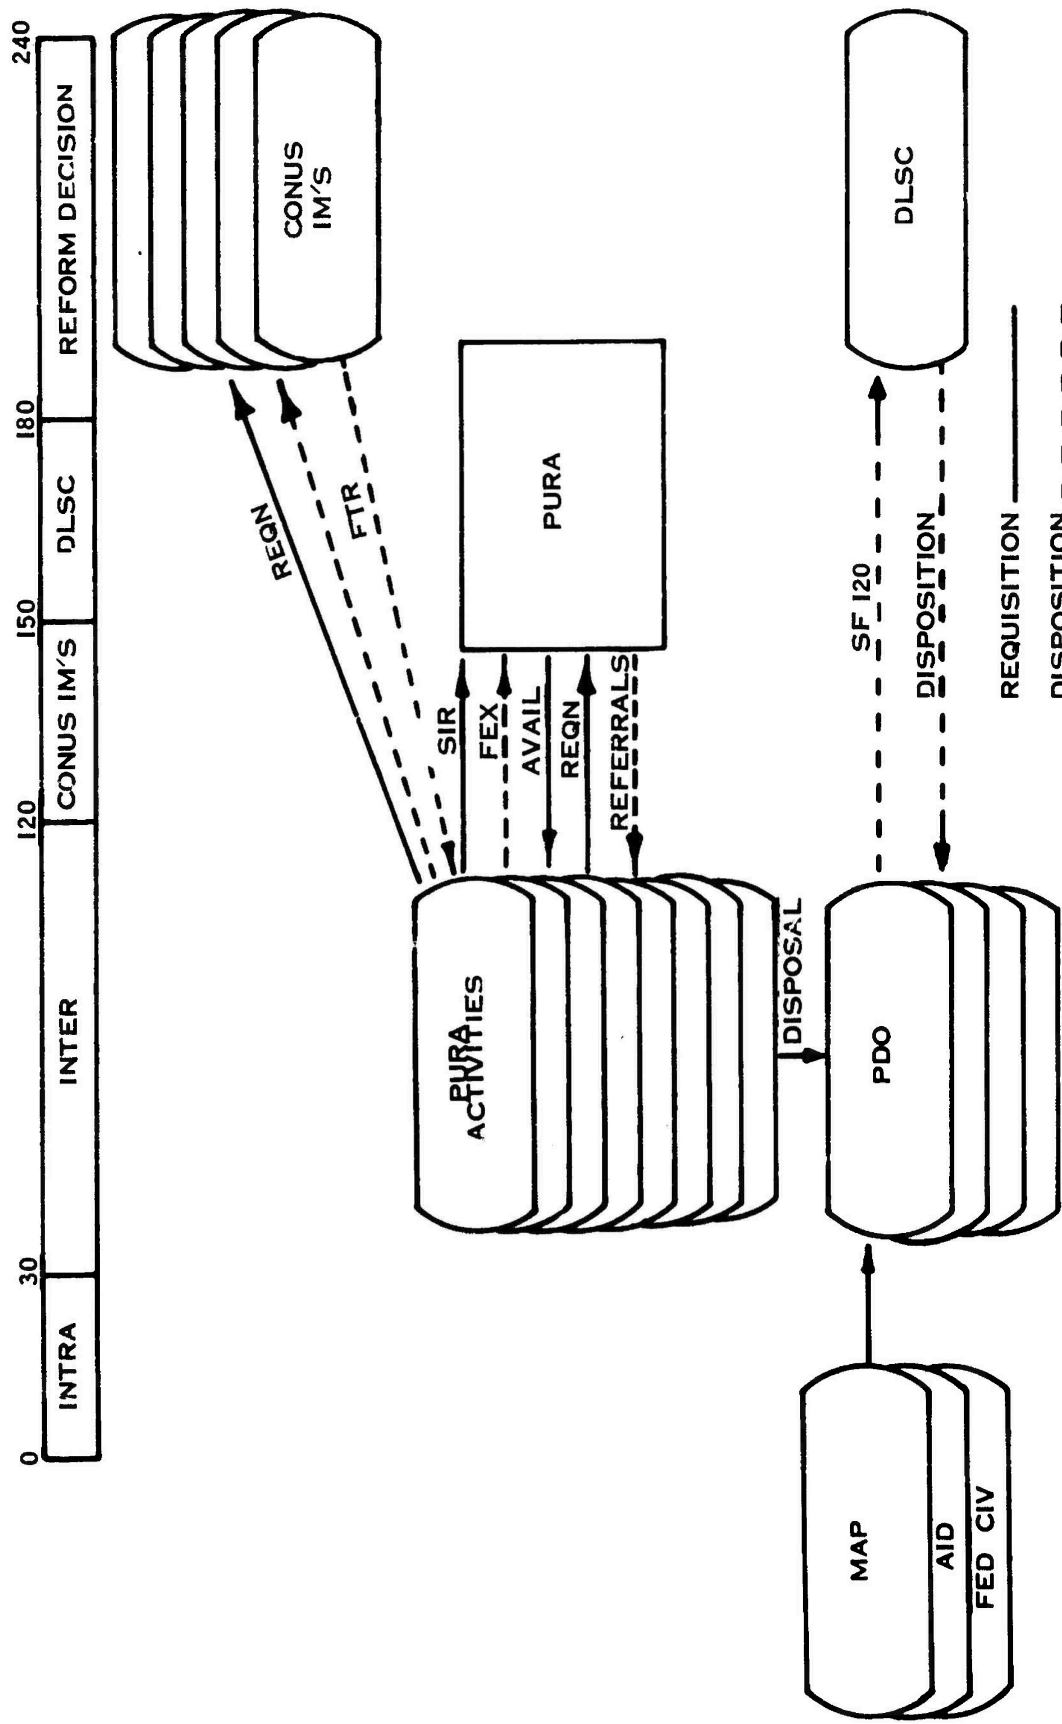 0 30 120 150 180 240
INTRA INTER CONUS IM'S DLSC REFORM DECISION
REQN
FTR
CONUS
IM'S
PURA
ACTIVITIES
SIR
FEX
AVAIL
REQN
REFERRALS
PURA
DISPOSAL
MAP
AID
FED CIV
PDO
SF 120
DISPOSITION
DLSC
REQUISITION
DISPOSITION